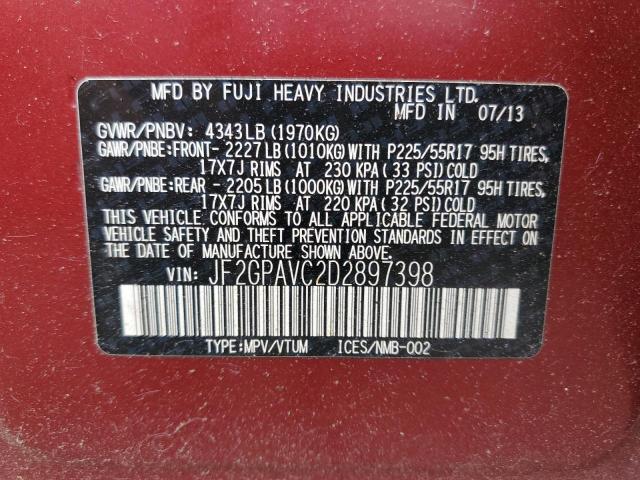 MFD BY FUJI HEAVY INDUSTRIES LTD.
MFD IN 07/13
GVWR/PNBV: 4343LB (1970KG)
GAWR/PNBE:FRONT- 2227LB (1010KG) WITH P225/55R17 95H TIRES,
17X7J RIMS AT 230 KPA ( 33 PSI) COLD
GAWR/PNBE:REAR - 2205LB (1000KG) WITH P225/55R17 95H TIRES,
17X7J RIMS AT 220 KPA ( 32 PSI) COLD
THIS VEHICLE CONFORMS TO ALL APPLICABLE FEDERAL MOTOR
VEHICLE SAFETY AND THEFT PREVENTION STANDARDS IN EFFECT ON
THE DATE OF MANUFACTURE SHOWN ABOVE.
VIN: JF2GPAVC2D2897398
TYPE:MPV/VTUM ICES/NMB-002